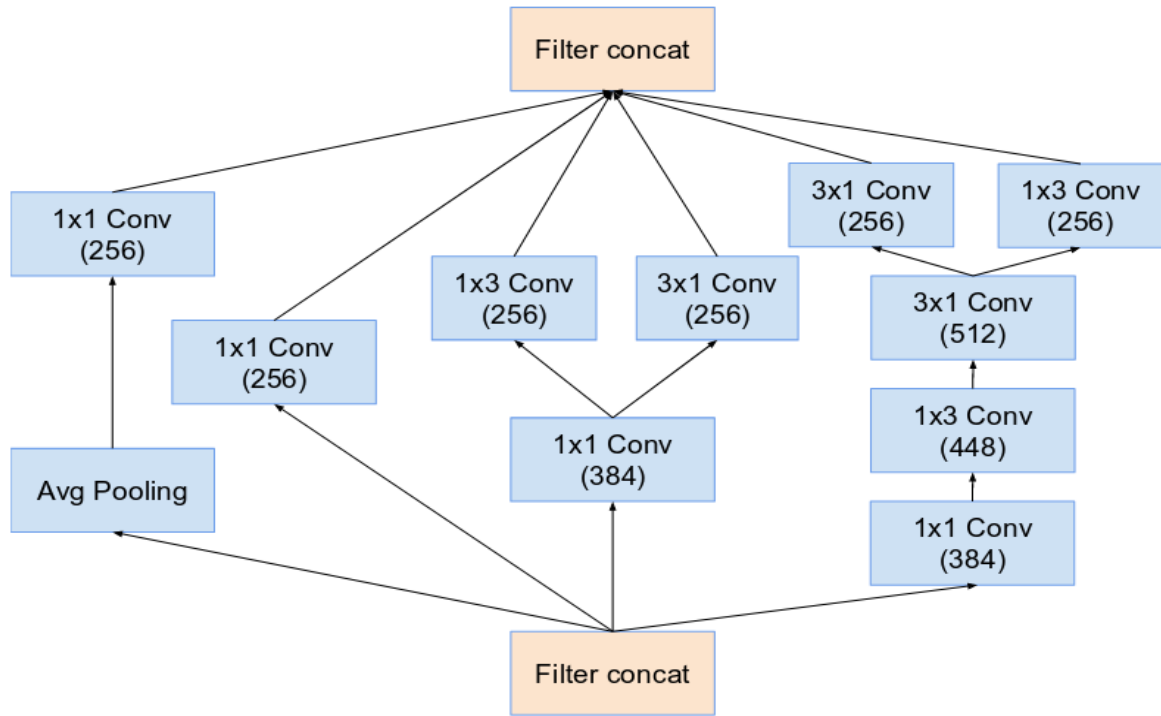 Filter concat
3x1 Conv
(256)
1x3 Conv
(256)
1x1 Conv
(256)
1x3 Conv
(256)
3x1 Conv
(256)
3x1 Conv
(512)
1x1 Conv
(256)
1x3 Conv
(448)
1x1 Conv
(384)
Avg Pooling
1x1 Conv
(384)
Filter concat